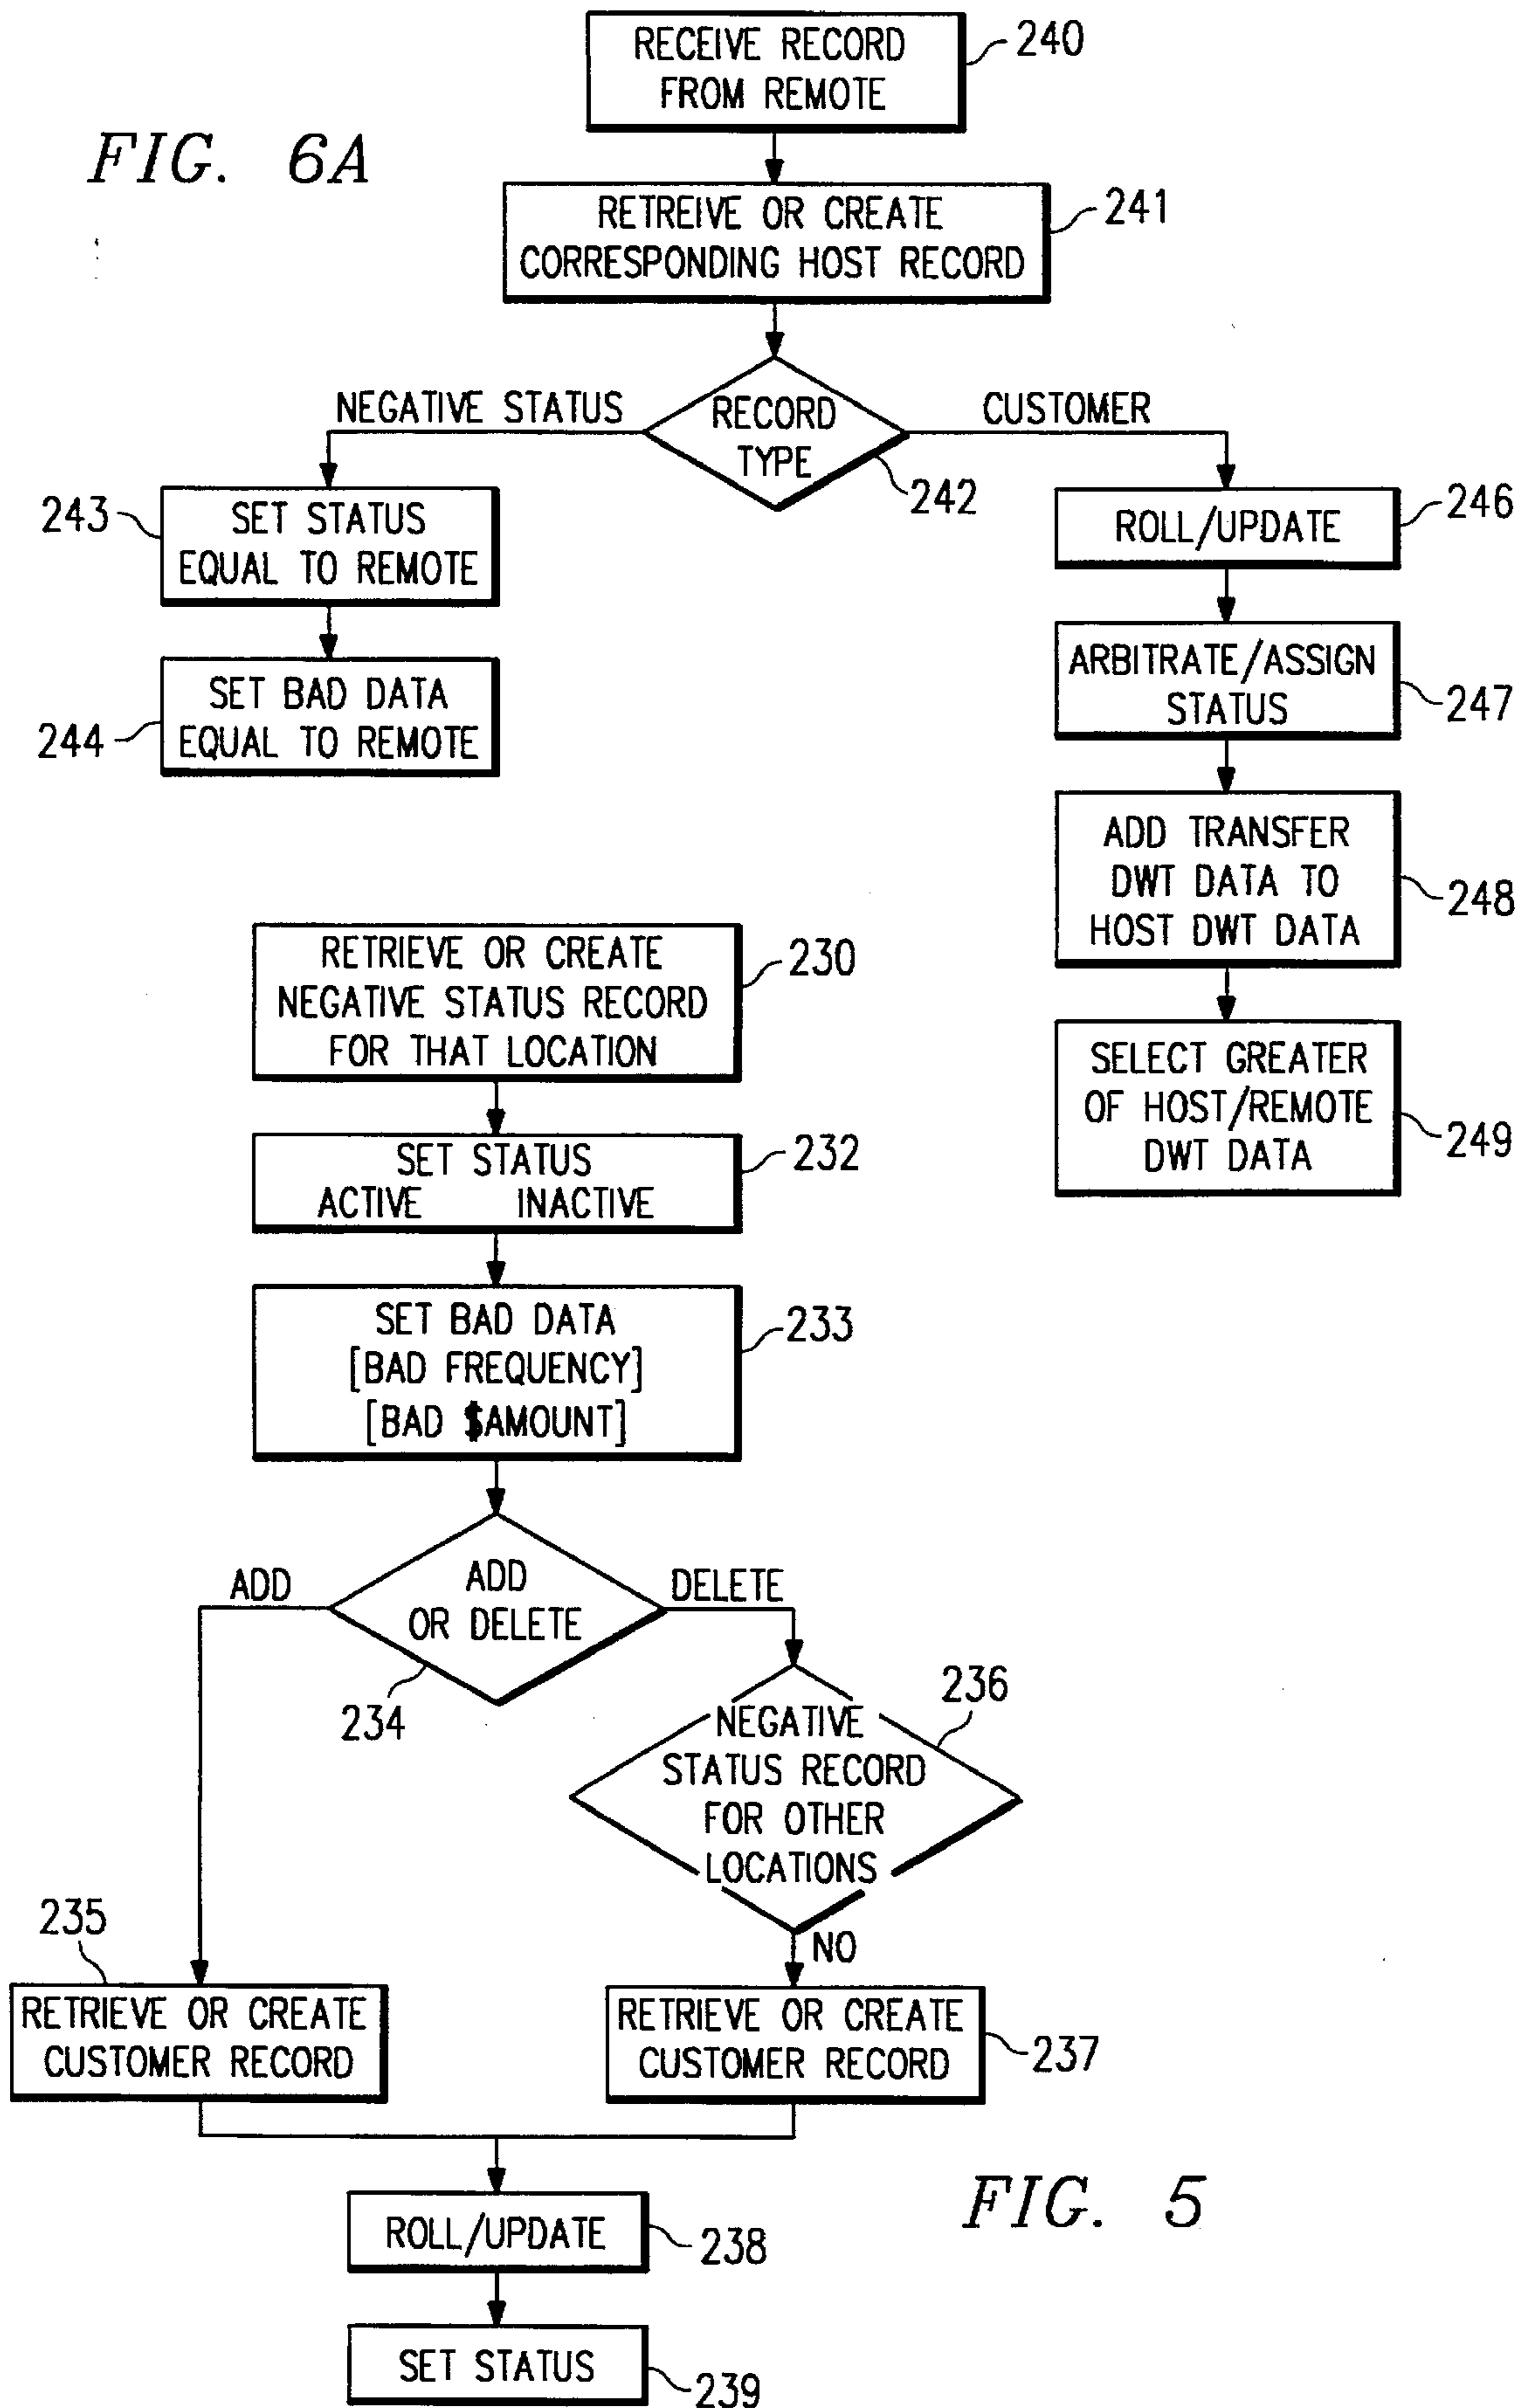 FIG. 6A
RECEIVE RECORD
FROM REMOTE
240
RETREIVE OR CREATE
CORRESPONDING HOST RECORD
241
NEGATIVE STATUS
RECORD
TYPE
CUSTOMER
242
243
SET STATUS
EQUAL TO REMOTE
244
SET BAD DATA
EQUAL TO REMOTE
ROLL/UPDATE
246
ARBITRATE/ASSIGN
STATUS
247
ADD TRANSFER
DWT DATA TO
HOST DWT DATA
248
SELECT GREATER
OF HOST/REMOTE
DWT DATA
249
RETRIEVE OR CREATE
NEGATIVE STATUS RECORD
FOR THAT LOCATION
230
SET STATUS
ACTIVE INACTIVE
232
SET BAD DATA
[BAD FREQUENCY]
[BAD $AMOUNT]
233
ADD
ADD
OR DELETE
DELETE
234
NEGATIVE
STATUS RECORD
FOR OTHER
LOCATIONS
236
NO
235
RETRIEVE OR CREATE
CUSTOMER RECORD
RETRIEVE OR CREATE
CUSTOMER RECORD
237
ROLL/UPDATE
238
SET STATUS
239
FIG. 5